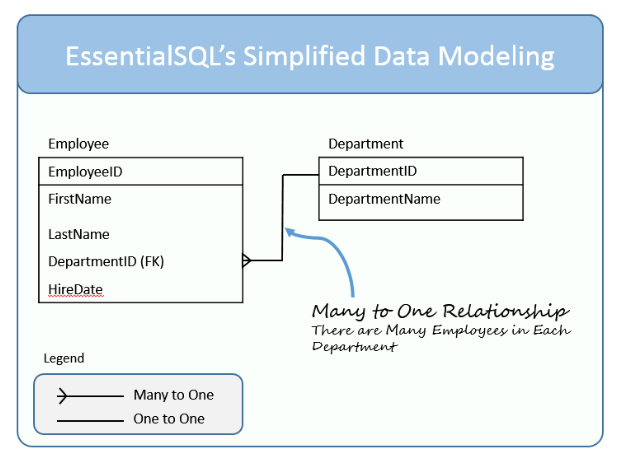 EssentialSQL's Simplified Data Modeling
Employee
EmployeeID
FirstName
LastName
DepartmentID (FK)
HireDate
Department
DepartmentID
DepartmentName
Many to One Relationship
There are Many Employees in Each
Department
Legend
Many to One
One to One